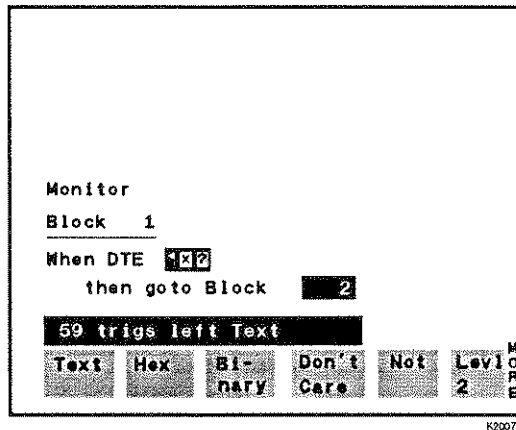 Monitor
Block 1
When DTE
then goto Block 2
59 trigs left Text
Text Hex Bi-nary Don't Care Not Levl 2 MORE
K2007